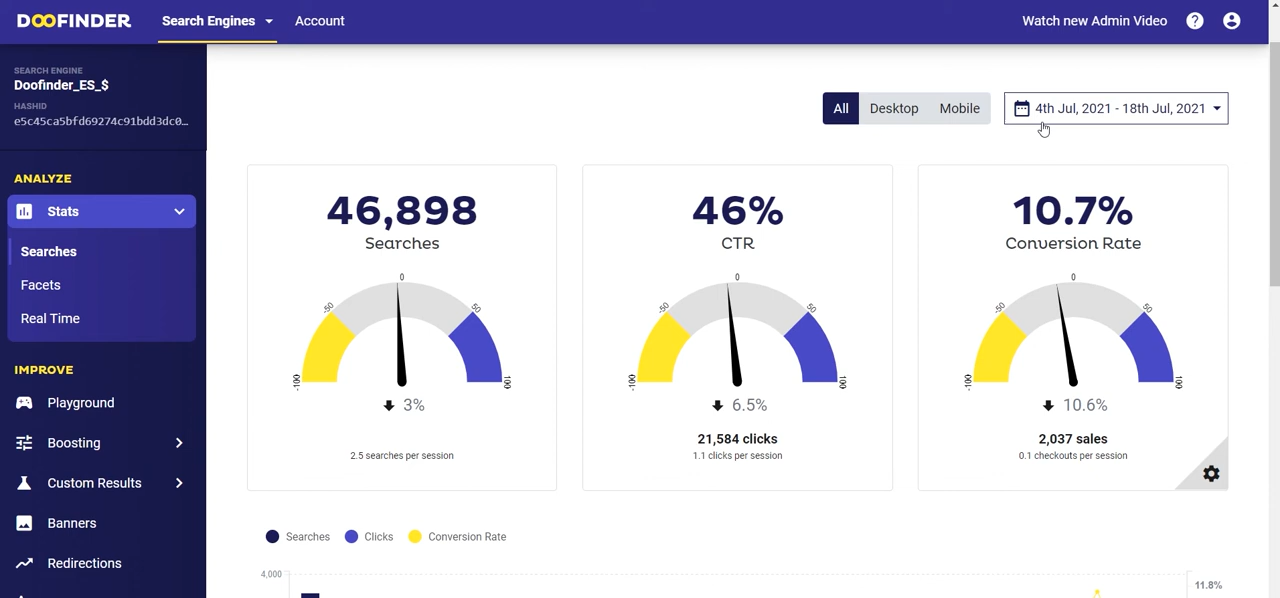 DOOFINDER
Search Engines
Account
Watch new Admin Video
?
SEARCH ENGINE
Doofinder_ES_$
HASHID
e5c45ca5bfd69274c91bdd3dc0...
ANALYZE
Stats
Searches
Facets
Real Time
IMPROVE
Playground
Boosting
Custom Results
Banners
Redirections
All
Desktop
Mobile
4th Jul, 2021 - 18th Jul, 2021
46,898
Searches
-100
-50
0
50
100
3%
2.5 searches per session
46%
CTR
-100
-50
0
50
100
6.5%
21,584 clicks
1.1 clicks per session
10.7%
Conversion Rate
-100
-50
0
50
100
10.6%
2,037 sales
0.1 checkouts per session
Searches
Clicks
Conversion Rate
4,000
11.8%